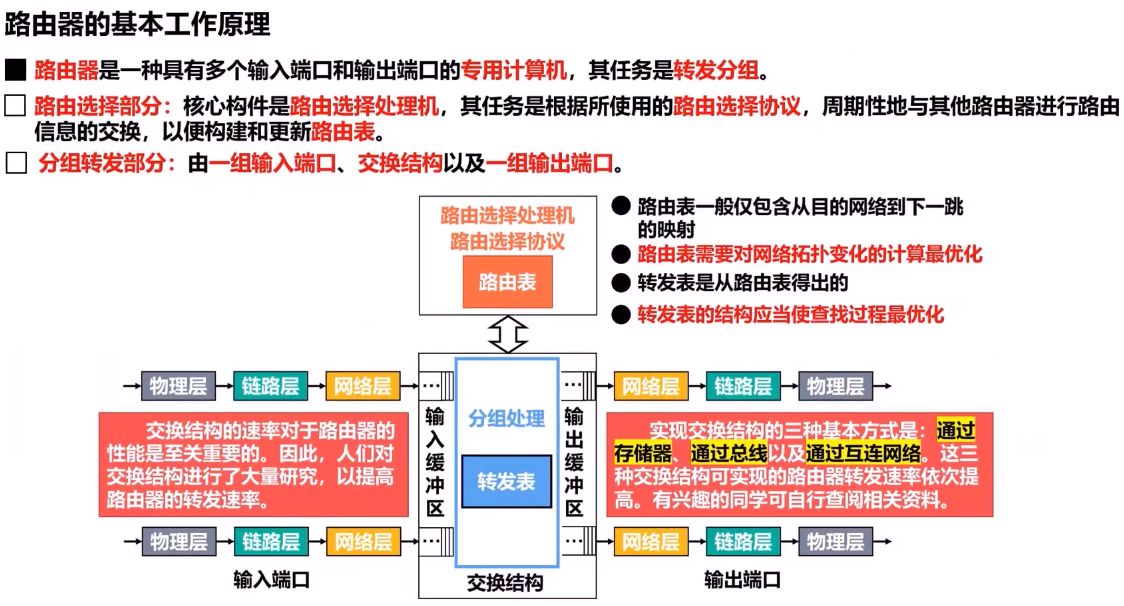 路由器的基本工作原理
路由器是一种具有多个输入端口和输出端口的专用计算机，其任务是转发分组。
路由选择部分：核心构件是路由选择处理机，其任务是根据所使用的路由选择协议，周期性地与其他路由器进行路由
信息的交换，以便构建和更新路由表。
分组转发部分：由一组输入端口、交换结构以及一组输出端口。
路由选择处理机
路由选择协议
路由表
路由表一般仅包含从目的网络到下一跳
的映射
路由表需要对网络拓扑变化的计算最优化
转发表是从路由表得出的
转发表的结构应当使查找过程最优化
物理层
链路层
网络层
...
...
网络层
链路层
物理层
交换结构的速率对于路由器的
性能是至关重要的。因此，人们对
交换结构进行了大量研究，以提高
路由器的转发速率。
输入缓冲区
分组处理
转发表
输出缓冲区
实现交换结构的三种基本方式是：通过
存储器、通过总线以及通过互连网络。这三
种交换结构可实现的路由器转发速率依次提
高。有兴趣的同学可自行查阅相关资料。
物理层
链路层
网络层
...
...
网络层
链路层
物理层
输入端口
交换结构
输出端口